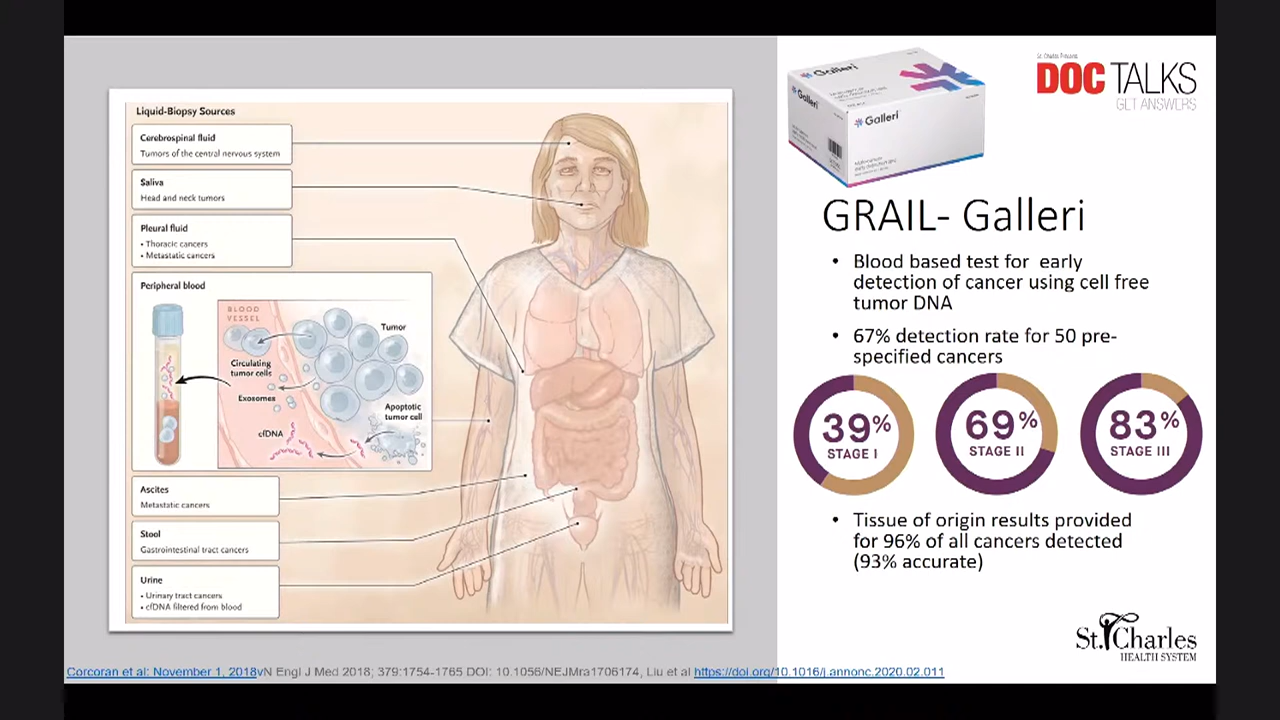 Liquid-Biopsy Sources
Cerebrospinal fluid
Tumors of the central nervous system
Saliva
Head and neck tumors
Pleural fluid
• Thoracic cancers
• Metastatic cancers
Peripheral blood
BLOOD
VESSEL
Tumor
Circulating
tumor cells
Exosomes
Apoptotic
tumor cell
cfDNA
Ascites
Metastatic cancers
Stool
Gastrointestinal tract cancers
Urine
• Urinary tract cancers
• cfDNA filtered from blood
Galleri
Galleri
Galleri
St. Charles Presents
DOC TALKS
GET ANSWERS
GRAIL- Galleri
• Blood based test for early
detection of cancer using cell free
tumor DNA
• 67% detection rate for 50 pre-
specified cancers
39%
STAGE I
69%
STAGE II
83%
STAGE III
• Tissue of origin results provided
for 96% of all cancers detected
(93% accurate)
St. Charles
HEALTH SYSTEM
Corcoran et al: November 1, 2018vN Engl J Med 2018; 379:1754-1765 DOI: 10.1056/NEJMra1706174, Liu et al https://doi.org/10.1016/j.annonc.2020.02.011